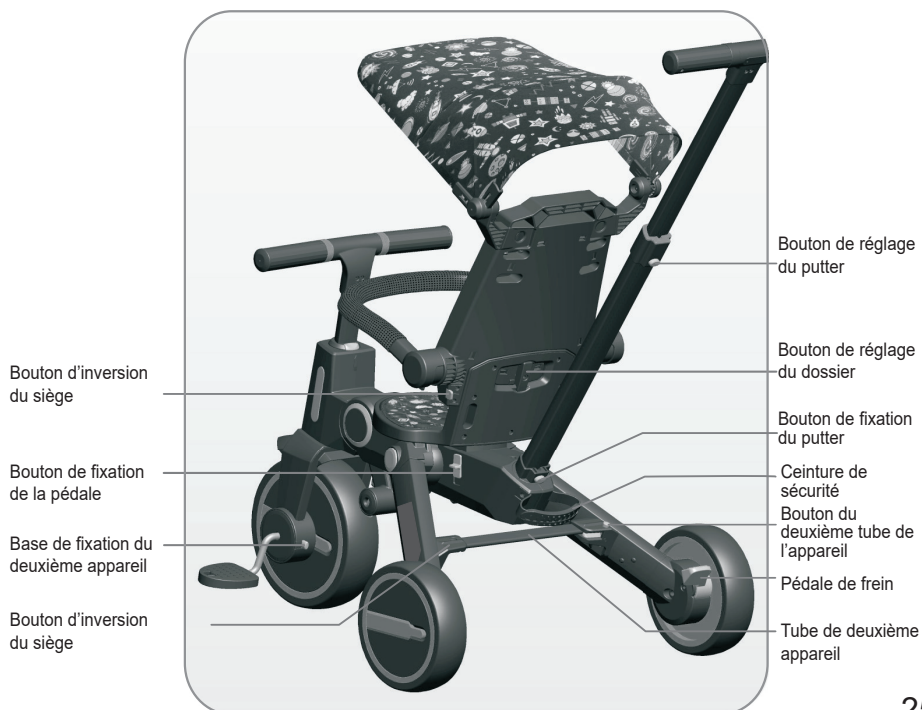 Bouton d’inversion
du siège
Bouton de fixation
de la pédale
Base de fixation du
deuxième appareil
Bouton d’inversion
du siège
Bouton de réglage
du putter
Bouton de réglage
du dossier
Bouton de fixation
du putter
Ceinture de
sécurité
Bouton du
deuxième tube de
l’appareil
Pédale de frein
Tube de deuxième
appareil